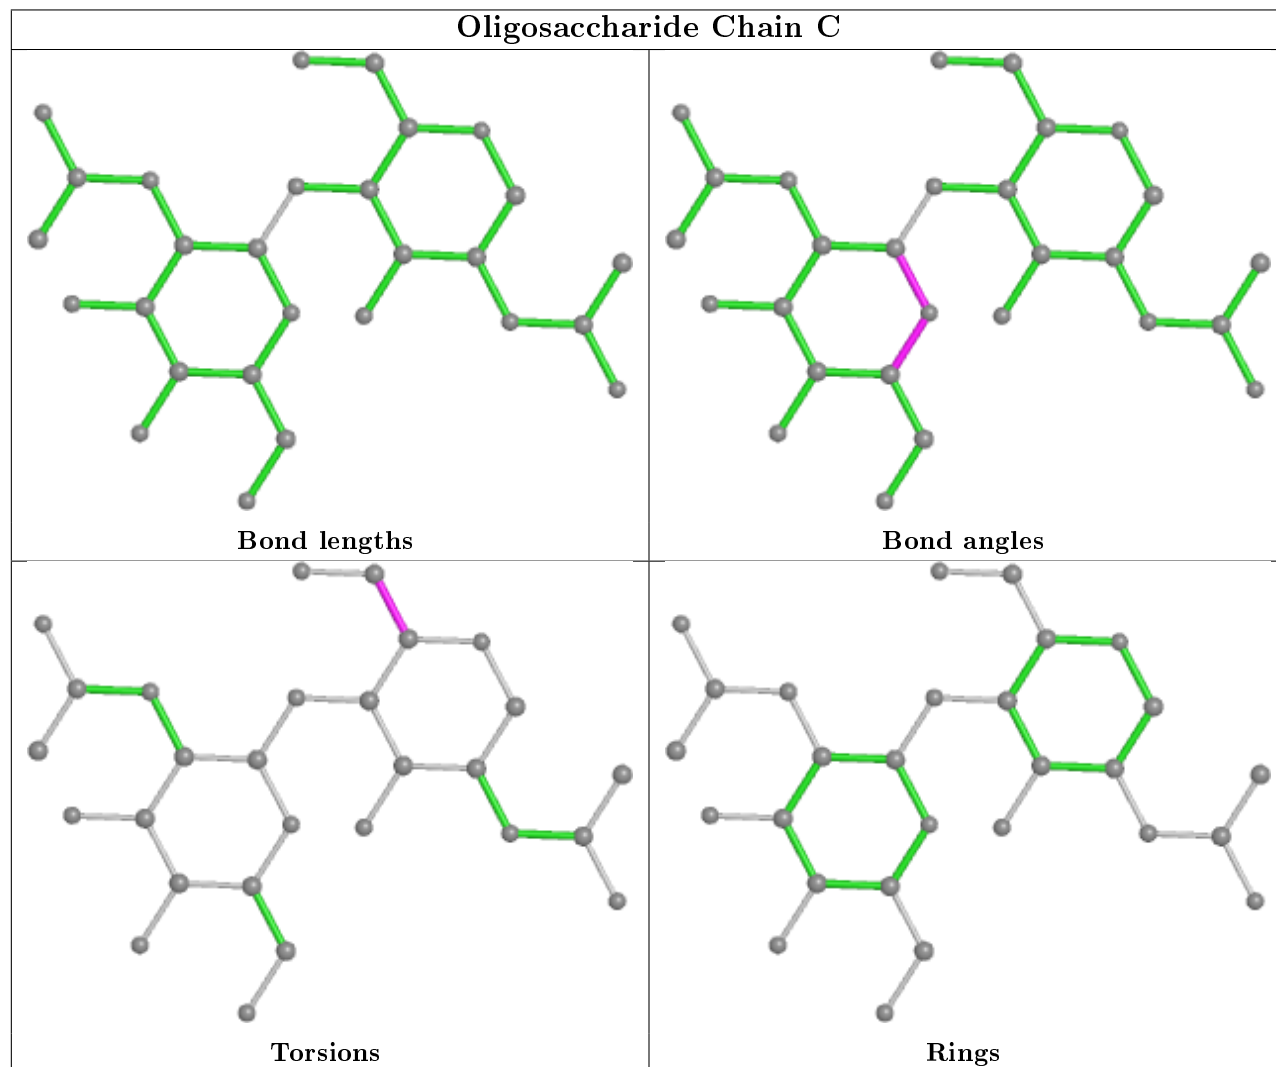 Oligosaccharide Chain C
Bond lengths
Bond angles
Torsions
Rings